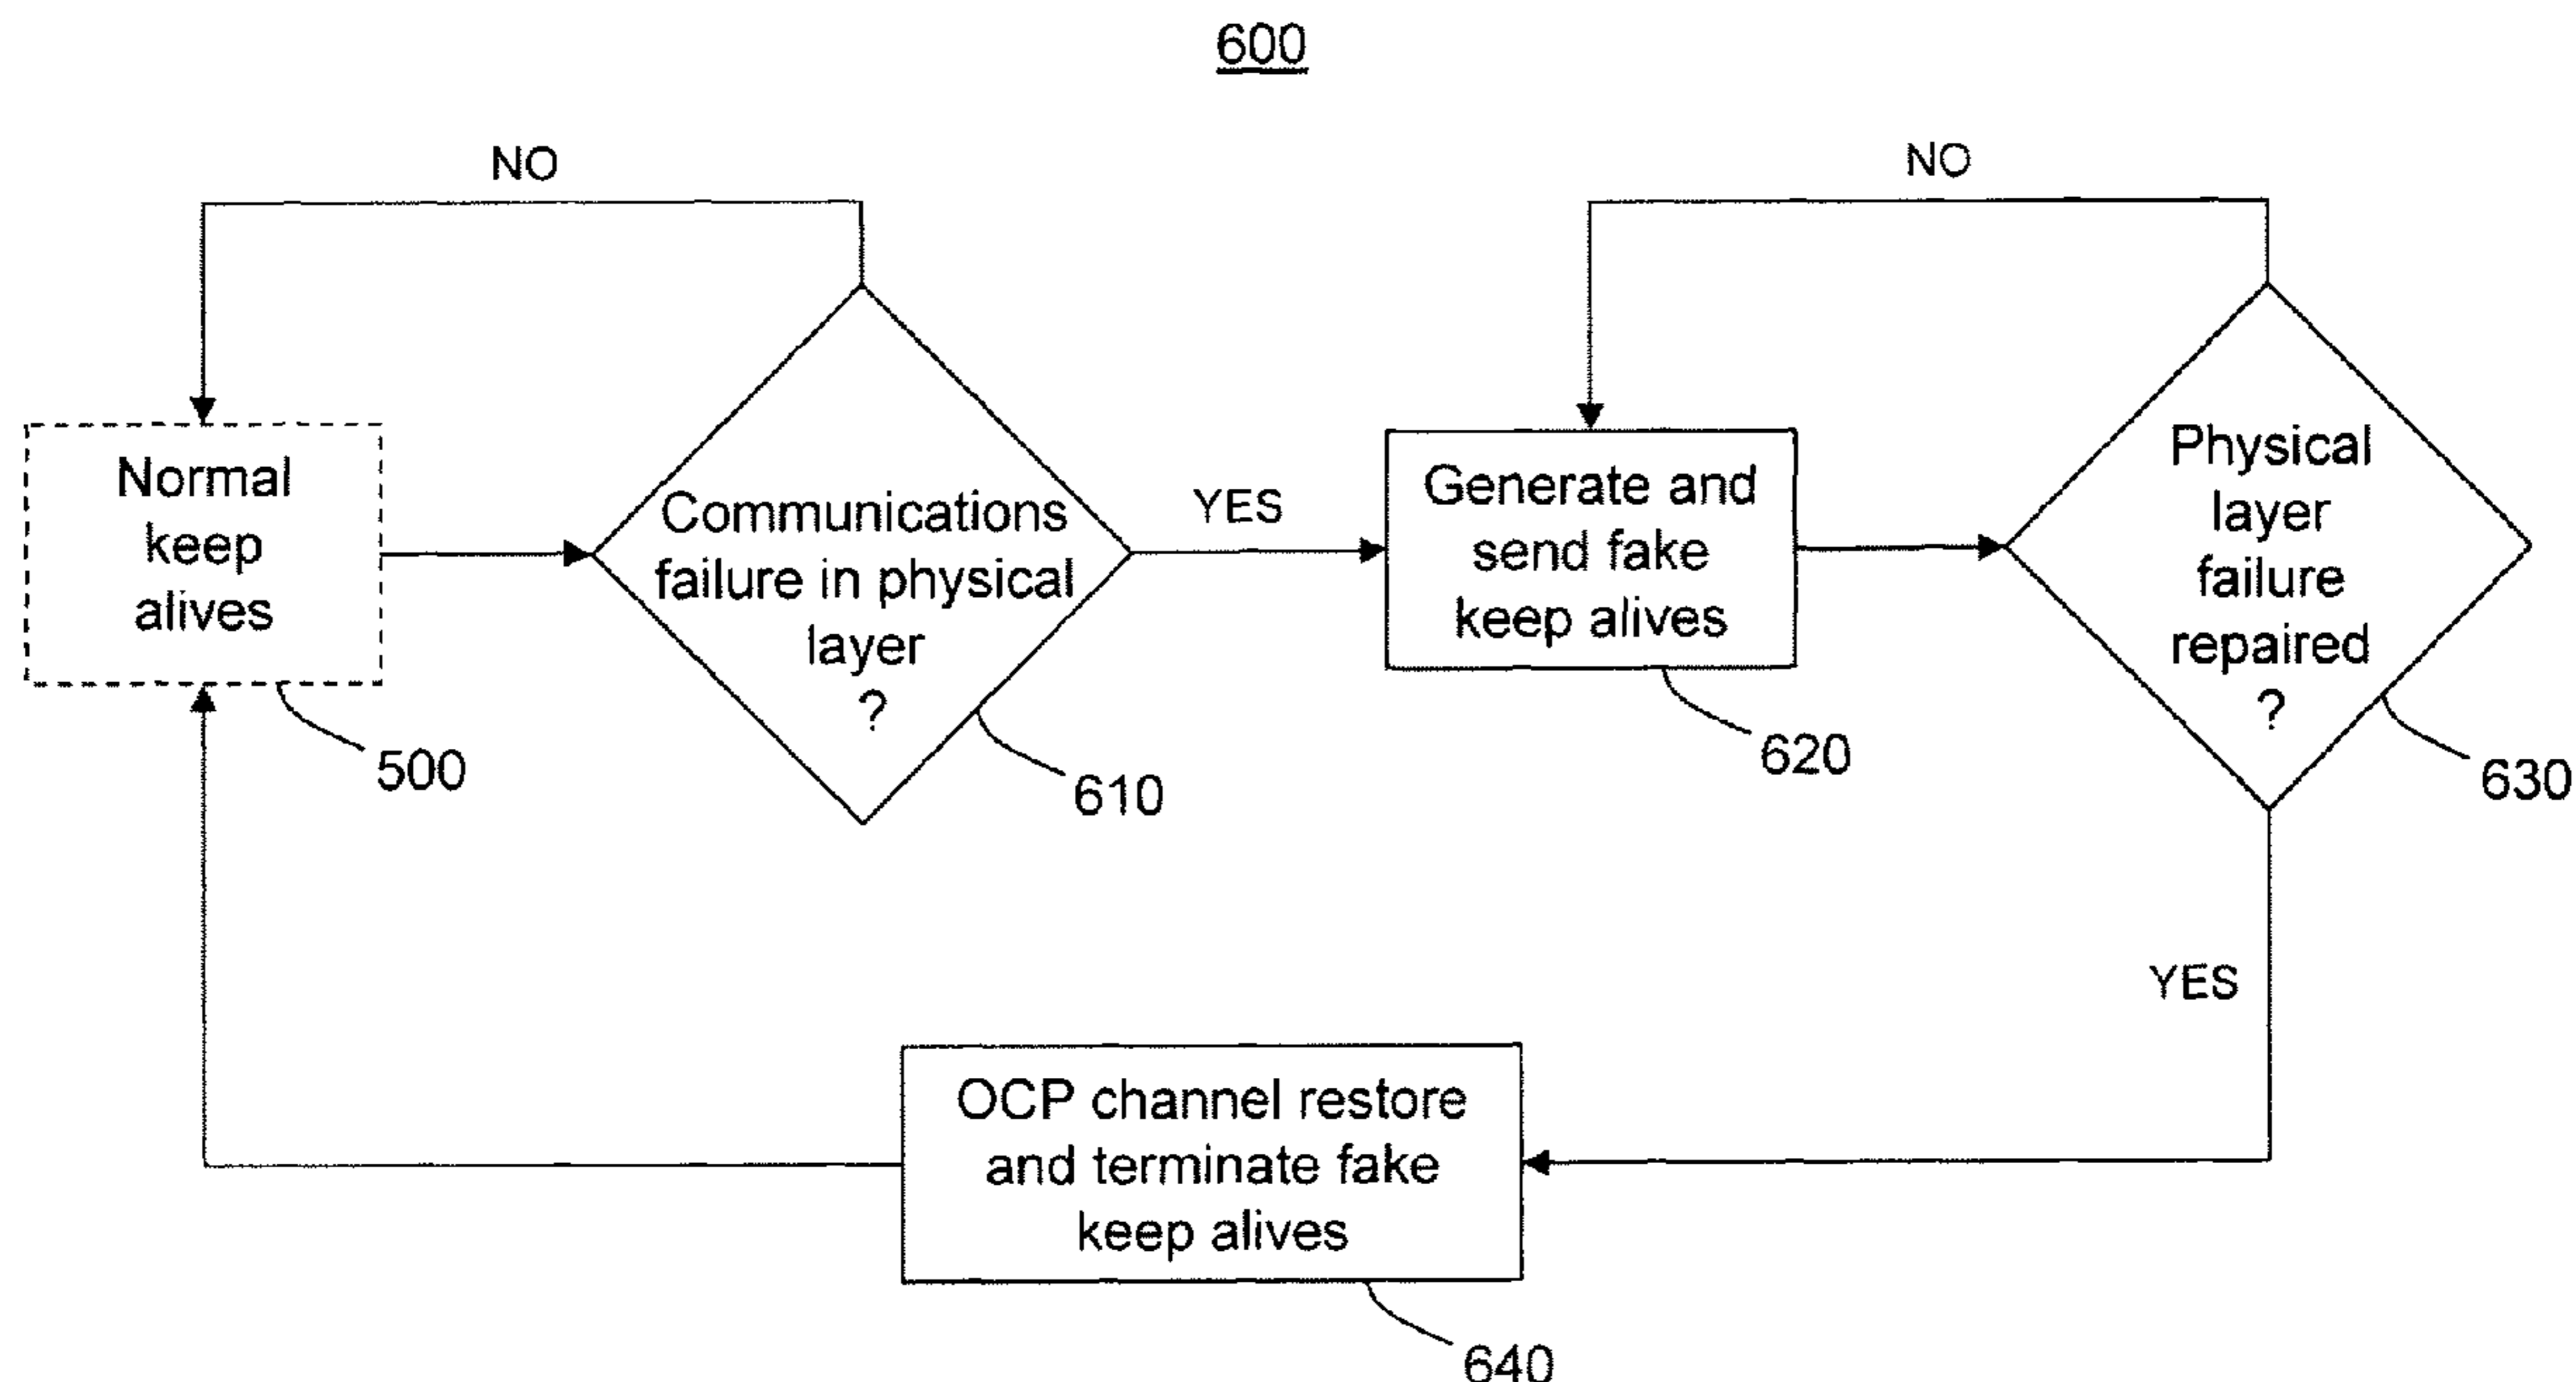 600
NO
NO
Normal
keep
alives
500
Communications
failure in physical
layer
?
610
YES
Generate and
send fake
keep alives
620
Physical
layer
failure
repaired
?
630
YES
OCP channel restore
and terminate fake
keep alives
640